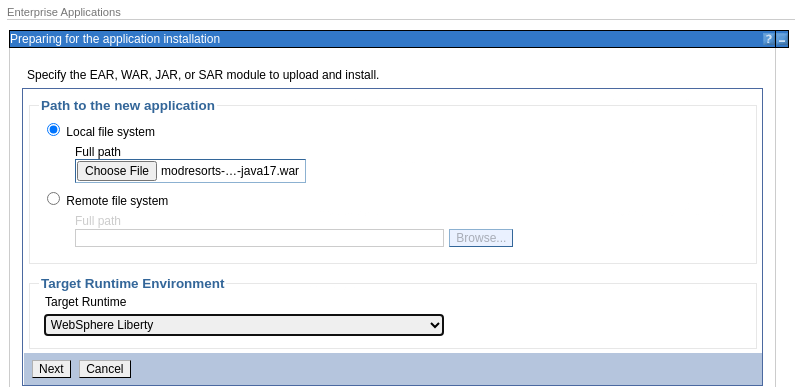 Enterprise Applications
Preparing for the application installation ? –
Specify the EAR, WAR, JAR, or SAR module to upload and install.
Path to the new application
Local file system
Full path
Choose File modresorts-…-java17.war
Remote file system
Full path
Browse...
Target Runtime Environment
Target Runtime
WebSphere Liberty
Next Cancel